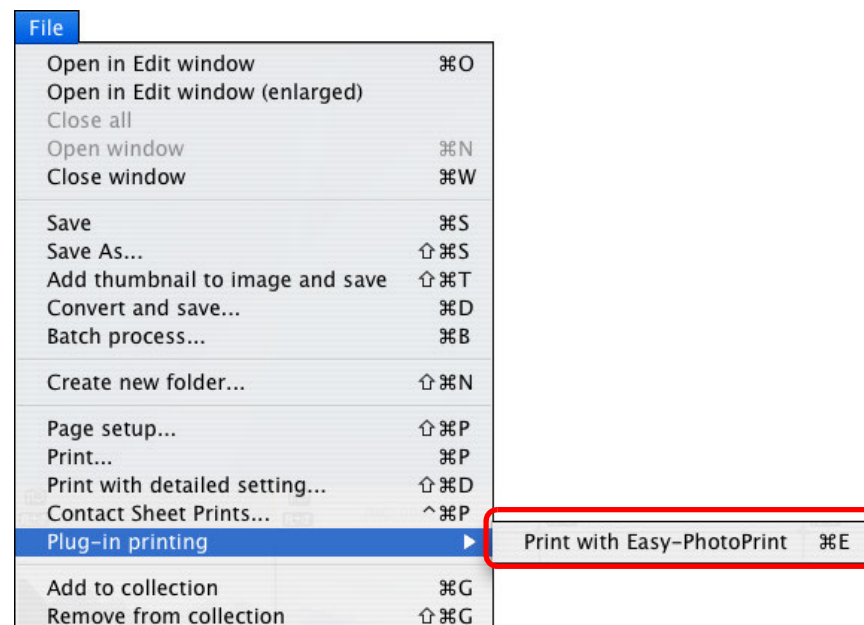 File
Open in Edit window ⌘O
Open in Edit window (enlarged)
Close all
Open window ⌘N
Close window ⌘W
Save ⌘S
Save As... ⇧⌘S
Add thumbnail to image and save ⇧⌘T
Convert and save... ⌘D
Batch process... ⌘B
Create new folder... ⇧⌘N
Page setup... ⇧⌘P
Print... ⌘P
Print with detailed setting... ⇧⌘D
Contact Sheet Prints... ^⌘P
Plug-in printing ▶ Print with Easy-PhotoPrint ⌘E
Add to collection ⌘G
Remove from collection ⇧⌘G